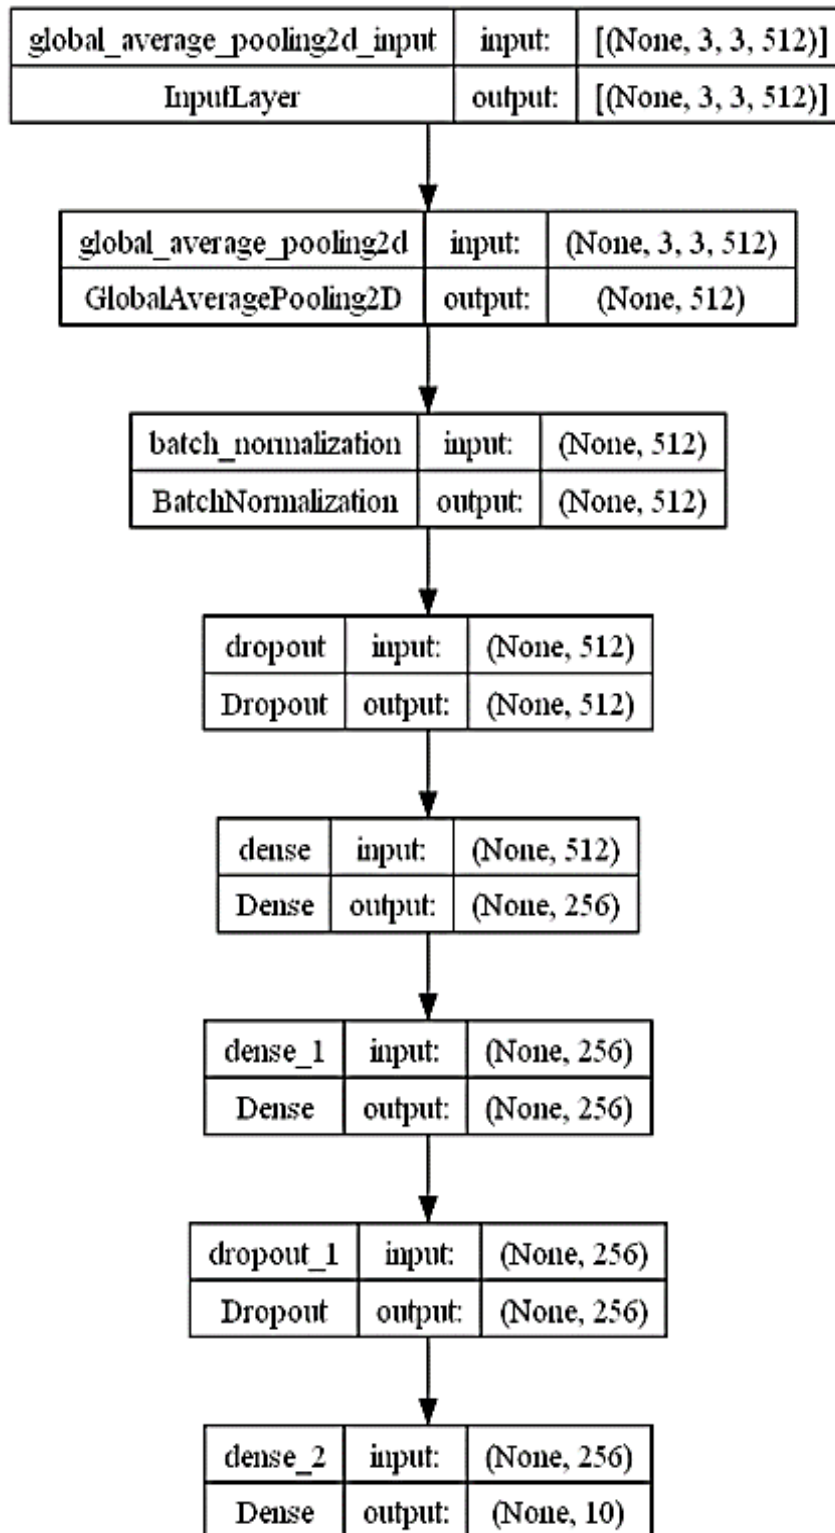 global_average_pooling2d_input input: [(None, 3, 3, 512)]
InputLayer output: [(None, 3, 3, 512)]
global_average_pooling2d input: (None, 3, 3, 512)
GlobalAveragePooling2D output: (None, 512)
batch_normalization input: (None, 512)
BatchNormalization output: (None, 512)
dropout input: (None, 512)
Dropout output: (None, 512)
dense input: (None, 512)
Dense output: (None, 256)
dense_1 input: (None, 256)
Dense output: (None, 256)
dropout_1 input: (None, 256)
Dropout output: (None, 256)
dense_2 input: (None, 256)
Dense output: (None, 10)